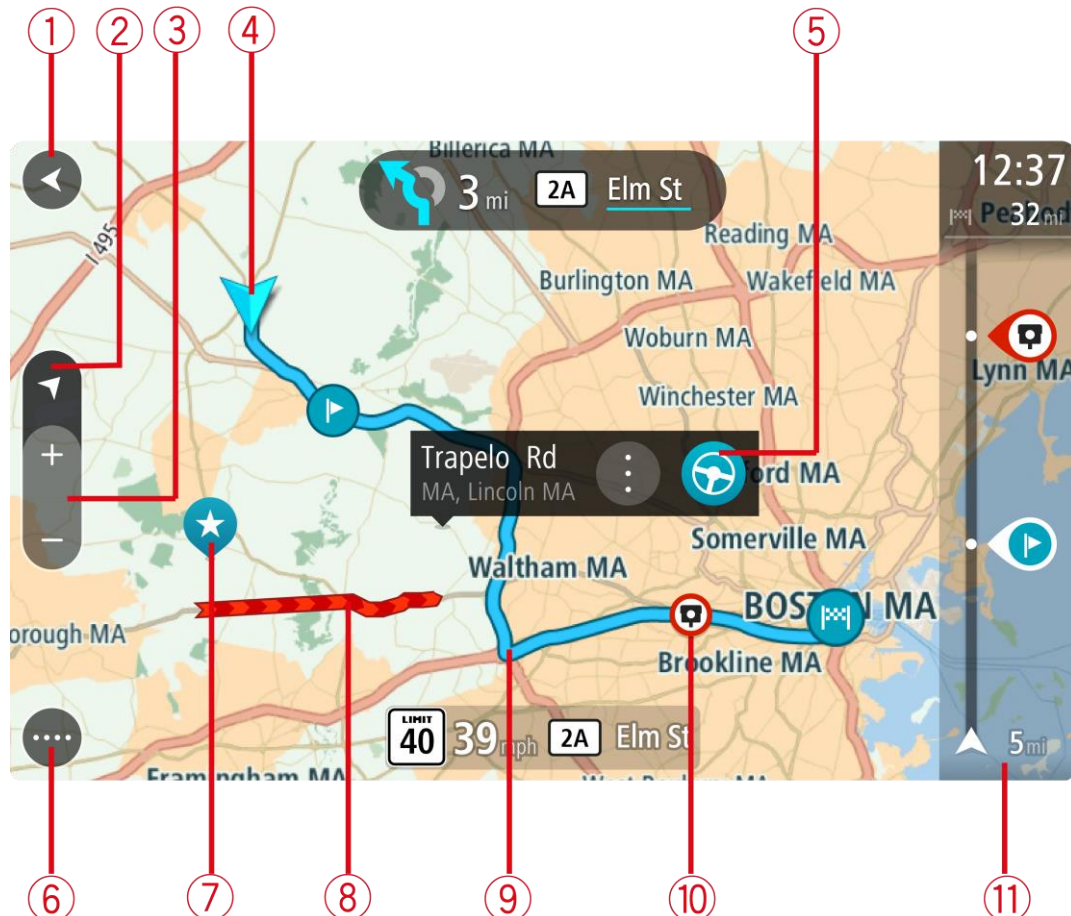 ① ② ③ ④ ⑤
Billerica MA
12:37
3 mi 2A Elm St
32 mi
I 495
Reading MA
Burlington MA
Wakefield MA
Woburn MA
Lynn MA
Winchester MA
+
Trapelo Rd
MA, Lincoln MA
ford MA
−
Somerville MA
Waltham MA
BOSTON MA
orough MA
Brookline MA
LIMIT
40 39 mph 2A Elm St
5 mi
Framingham MA
⑥ ⑦ ⑧ ⑨ ⑩ ⑪